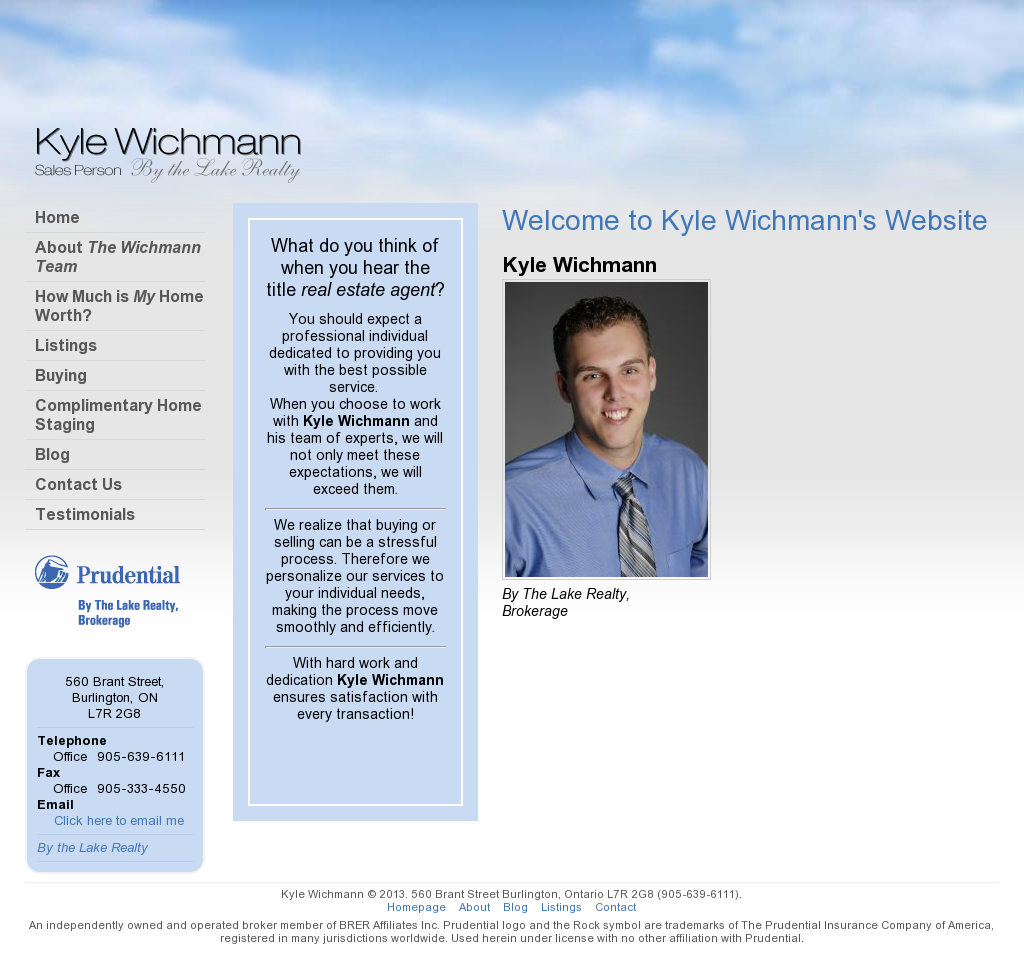 Kyle Wichmann
Sales Person By the Lake Realty
Home
About The Wichmann
Team
How Much is My Home
Worth?
Listings
Buying
Complimentary Home
Staging
Blog
Contact Us
Testimonials
Prudential
By The Lake Realty,
Brokerage
560 Brant Street,
Burlington, ON
L7R 2G8
Telephone
Office 905-639-6111
Fax
Office 905-333-4550
Email
Click here to email me
By the Lake Realty
What do you think of
when you hear the
title real estate agent?
You should expect a
professional individual
dedicated to providing you
with the best possible
service.
When you choose to work
with Kyle Wichmann and
his team of experts, we will
not only meet these
expectations, we will
exceed them.
We realize that buying or
selling can be a stressful
process. Therefore we
personalize our services to
your individual needs,
making the process move
smoothly and efficiently.
With hard work and
dedication Kyle Wichmann
ensures satisfaction with
every transaction!
Welcome to Kyle Wichmann's Website
Kyle Wichmann
By The Lake Realty,
Brokerage
Kyle Wichmann © 2013. 560 Brant Street Burlington, Ontario L7R 2G8 (905-639-6111).
Homepage About Blog Listings Contact
An independently owned and operated broker member of BRER Affiliates Inc. Prudential logo and the Rock symbol are trademarks of The Prudential Insurance Company of America,
registered in many jurisdictions worldwide. Used herein under license with no other affiliation with Prudential.